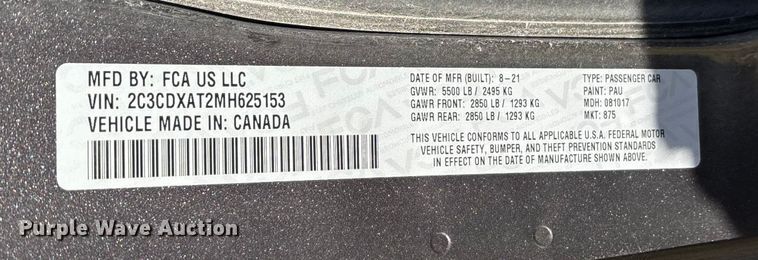 MFD BY: FCA US LLC
VIN: 2C3CDXAT2MH625153
VEHICLE MADE IN: CANADA
DATE OF MFR (BUILT): 8-21
GVWR: 5500 LB / 2495 KG
GAWR FRONT: 2850 LB / 1293 KG
GAWR REAR: 2850 LB / 1293 KG
TYPE: PASSENGER CAR
PAINT: PAU
MDH: 081017
MKT: 875
THIS VEHICLE CONFORMS TO ALL APPLICABLE U.S.A. FEDERAL MOTOR
VEHICLE SAFETY, BUMPER, AND THEFT PREVENTION STANDARDS
IN EFFECT ON THE DATE OF MANUFACTURE SHOWN ABOVE.
Purple Wave Auction